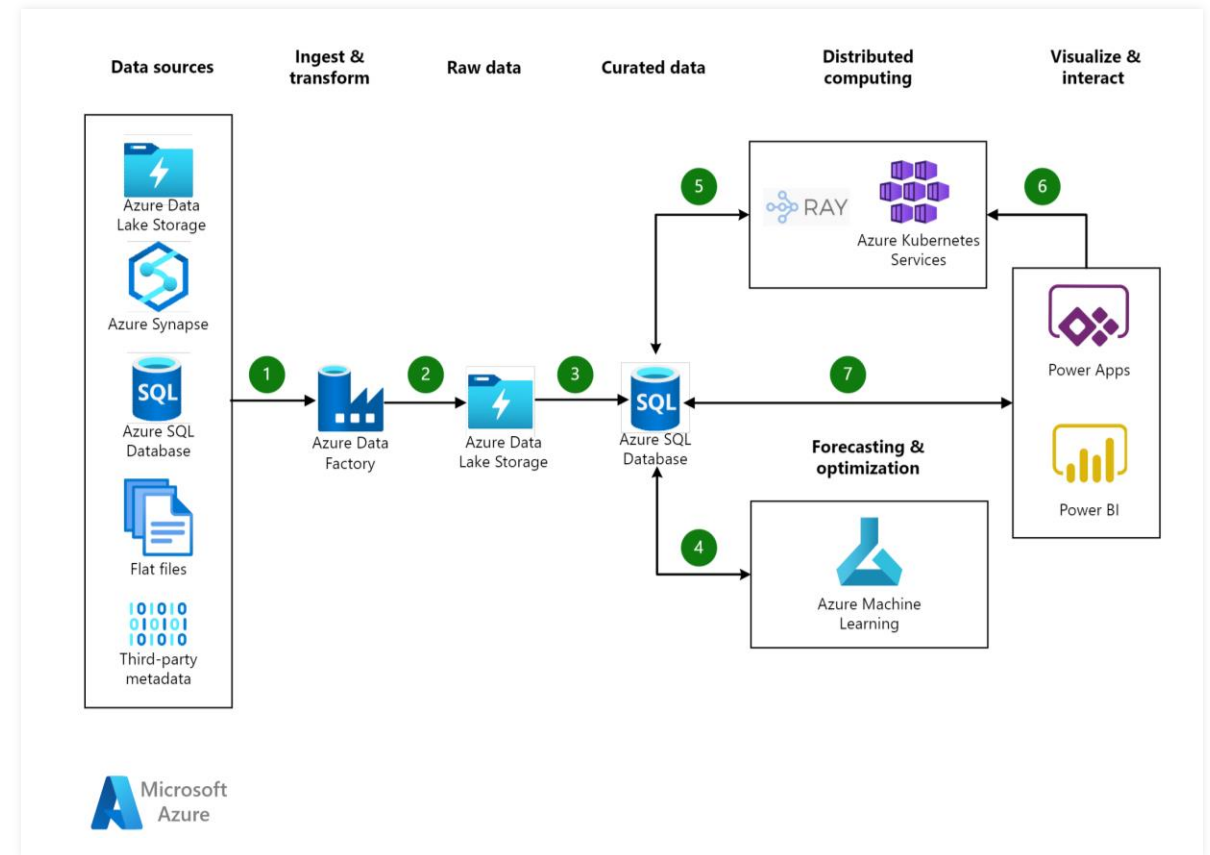 Data sources
Ingest &
transform
Raw data
Curated data
Distributed
computing
Visualize &
interact
Azure Data
Lake Storage
Azure Synapse
SQL
Azure SQL
Database
Flat files
101010
010101
101010
Third-party
metadata
1
Azure Data
Factory
2
Azure Data
Lake Storage
3
SQL
Azure SQL
Database
5
RAY
Azure Kubernetes
Services
6
Power Apps
Power BI
7
Forecasting &
optimization
4
Azure Machine
Learning
Microsoft
Azure